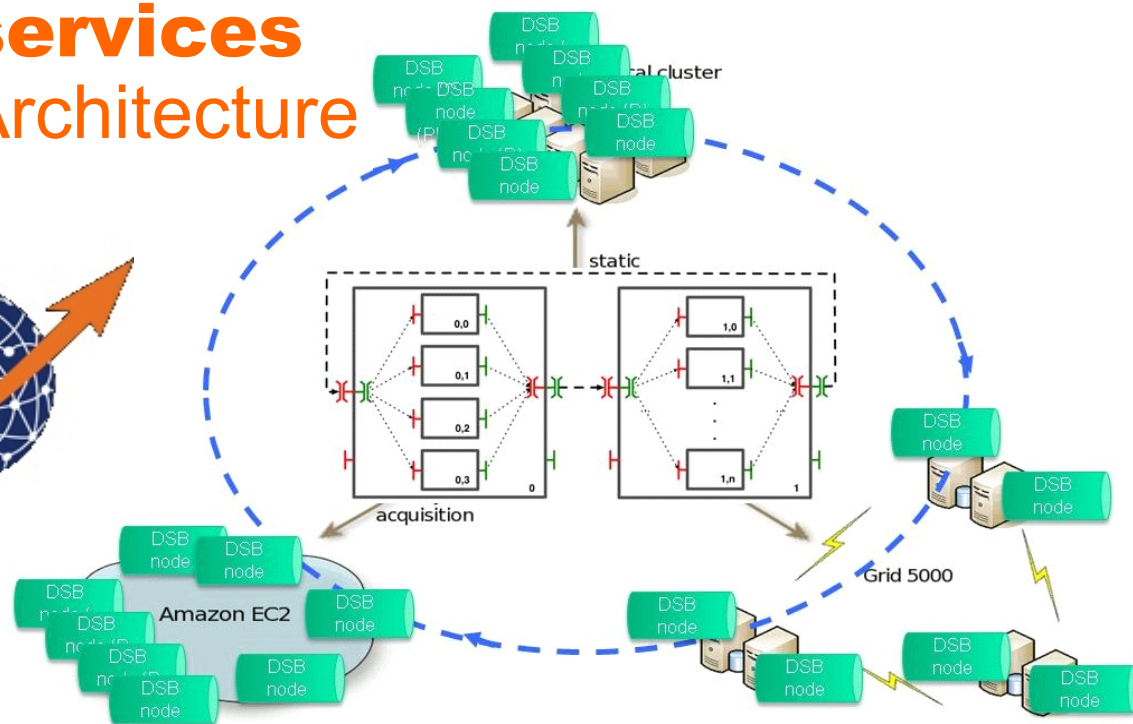 services
Architecture
DSB
DSB
node
DSB
node
DSB
DSB
node
DSB
DSB
node
DSB
DSB
node
cluster
static
0,0
0,1
0,2
0,3
0
1,0
1,1
1,n
1
acquisition
DSB
node
DSB
node
Grid 5000
DSB
node
DSB
node
DSB
node
DSB
node
DSB
node
DSB
node
DSB
node
Amazon EC2
DSB
DSB
DSB
DSB
node
DSB
node